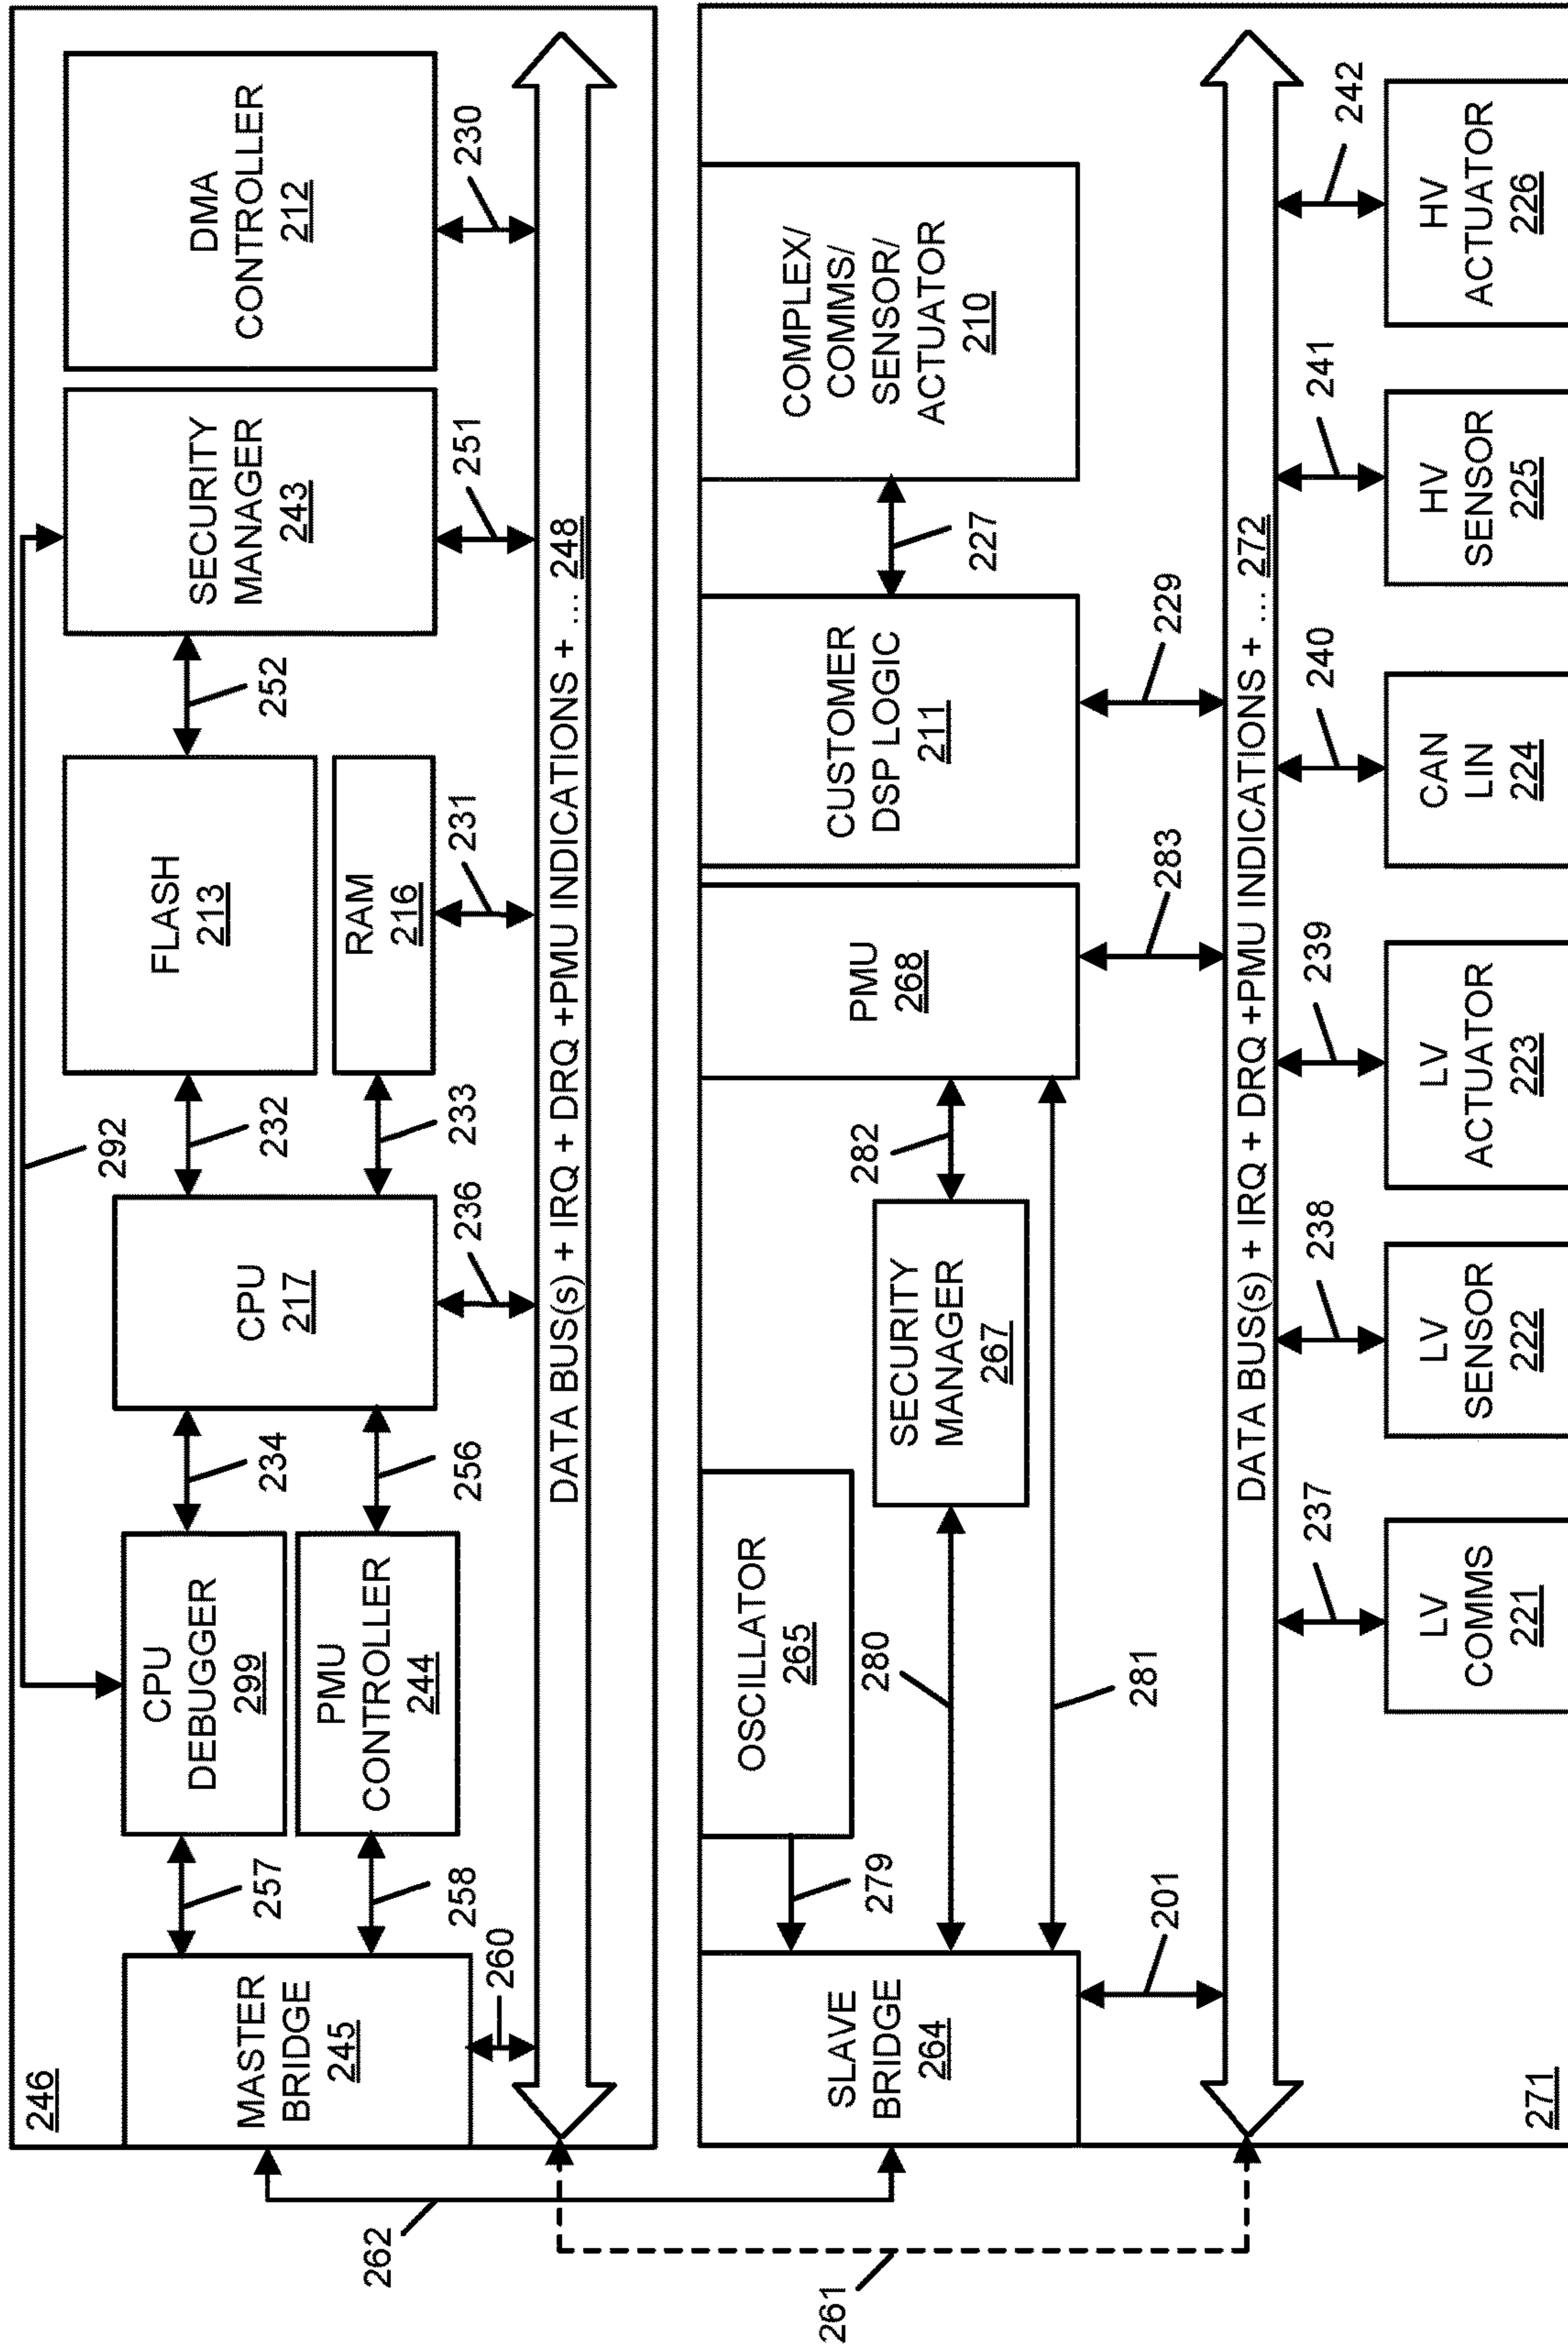 246
MASTER
BRIDGE
245
257
258
260
CPU
DEBUGGER
299
PMU
CONTROLLER
244
234
256
292
CPU
217
236
232
233
FLASH
213
RAM
216
231
252
SECURITY
MANAGER
243
251
DMA
CONTROLLER
212
230
DATA BUS(s) + IRQ + DRQ +PMU INDICATIONS + ... 248
262
261
SLAVE
BRIDGE
264
279
201
OSCILLATOR
265
280
281
SECURITY
MANAGER
267
282
PMU
268
283
CUSTOMER
DSP LOGIC
211
229
227
COMPLEX/
COMMS/
SENSOR/
ACTUATOR
210
DATA BUS(s) + IRQ + DRQ +PMU INDICATIONS + ... 272
237
238
239
240
241
242
LV
COMMS
221
LV
SENSOR
222
LV
ACTUATOR
223
CAN
LIN
224
HV
SENSOR
225
HV
ACTUATOR
226
271